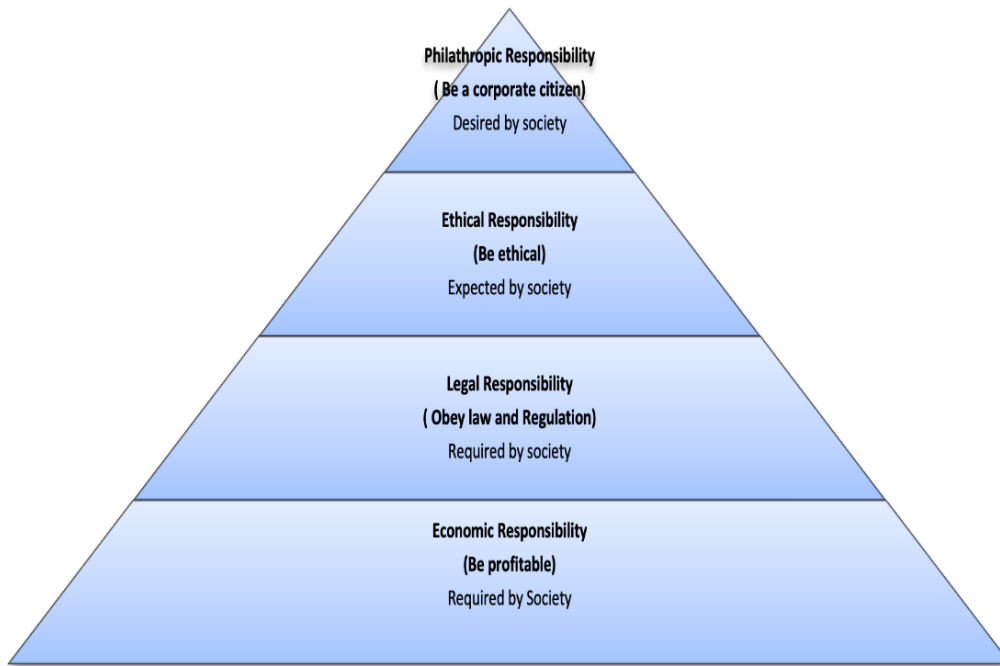 Philathropic Responsibility
( Be a corporate citizen)
Desired by society
Ethical Responsibility
(Be ethical)
Expected by society
Legal Responsibility
( Obey law and Regulation)
Required by society
Economic Responsibility
(Be profitable)
Required by Society